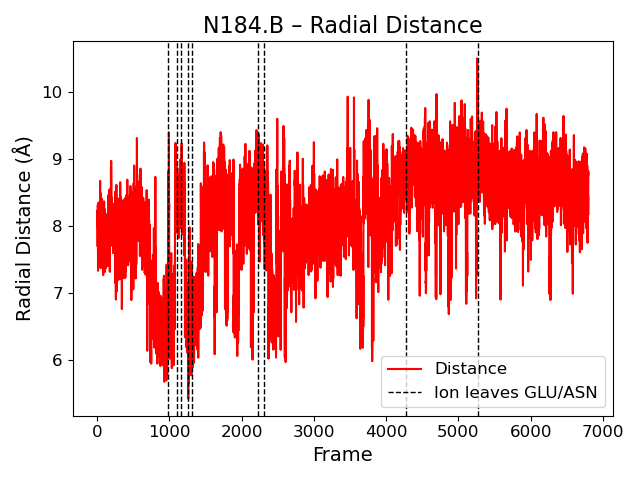 N184.B – Radial Distance
Radial Distance (Å)
10
9
8
7
6
0 1000 2000 3000 4000 5000 6000 7000
Frame
Distance
Ion leaves GLU/ASN